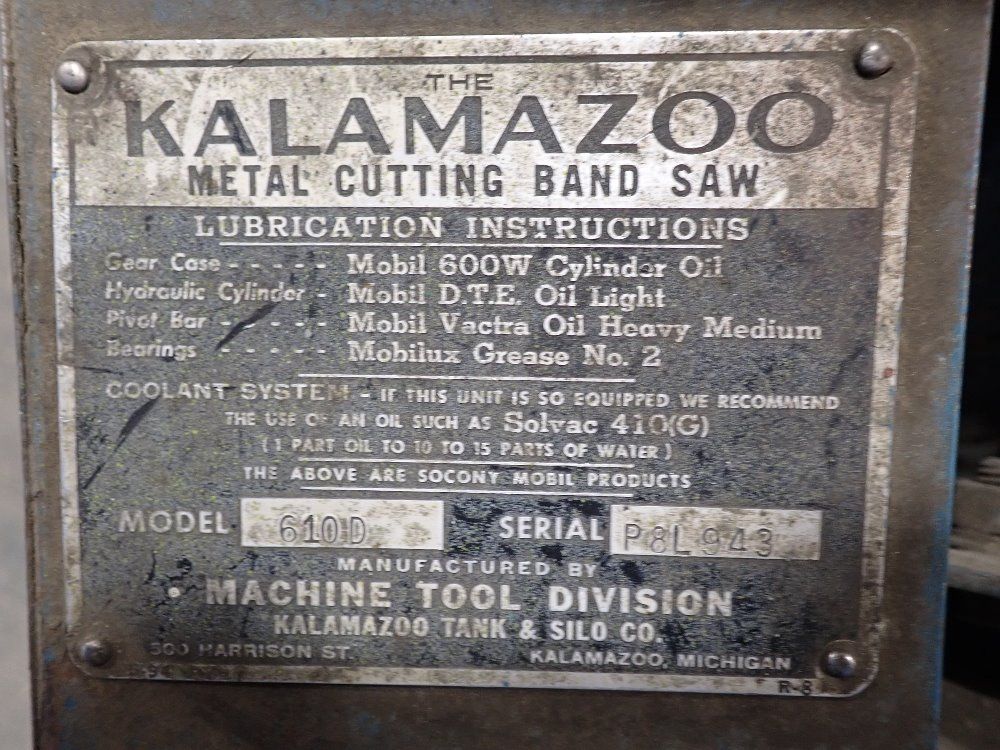 THE
KALAMAZOO
METAL CUTTING BAND SAW
LUBRICATION INSTRUCTIONS
Gear Case - - - - - Mobil 600W Cylinder Oil
Hydraulic Cylinder - Mobil D.T.E. Oil Light
Pivot Bar - - - - - Mobil Vactra Oil Heavy Medium
Bearings - - - - - Mobilux Grease No. 2
COOLANT SYSTEM - IF THIS UNIT IS SO EQUIPPED WE RECOMMEND
THE USE OF AN OIL SUCH AS Solvac 410(G)
(1 PART OIL TO 10 TO 15 PARTS OF WATER)
THE ABOVE ARE SOCONY MOBIL PRODUCTS
MODEL 610D SERIAL P8L943
MANUFACTURED BY
MACHINE TOOL DIVISION
KALAMAZOO TANK & SILO CO.
500 HARRISON ST. KALAMAZOO, MICHIGAN
R-8